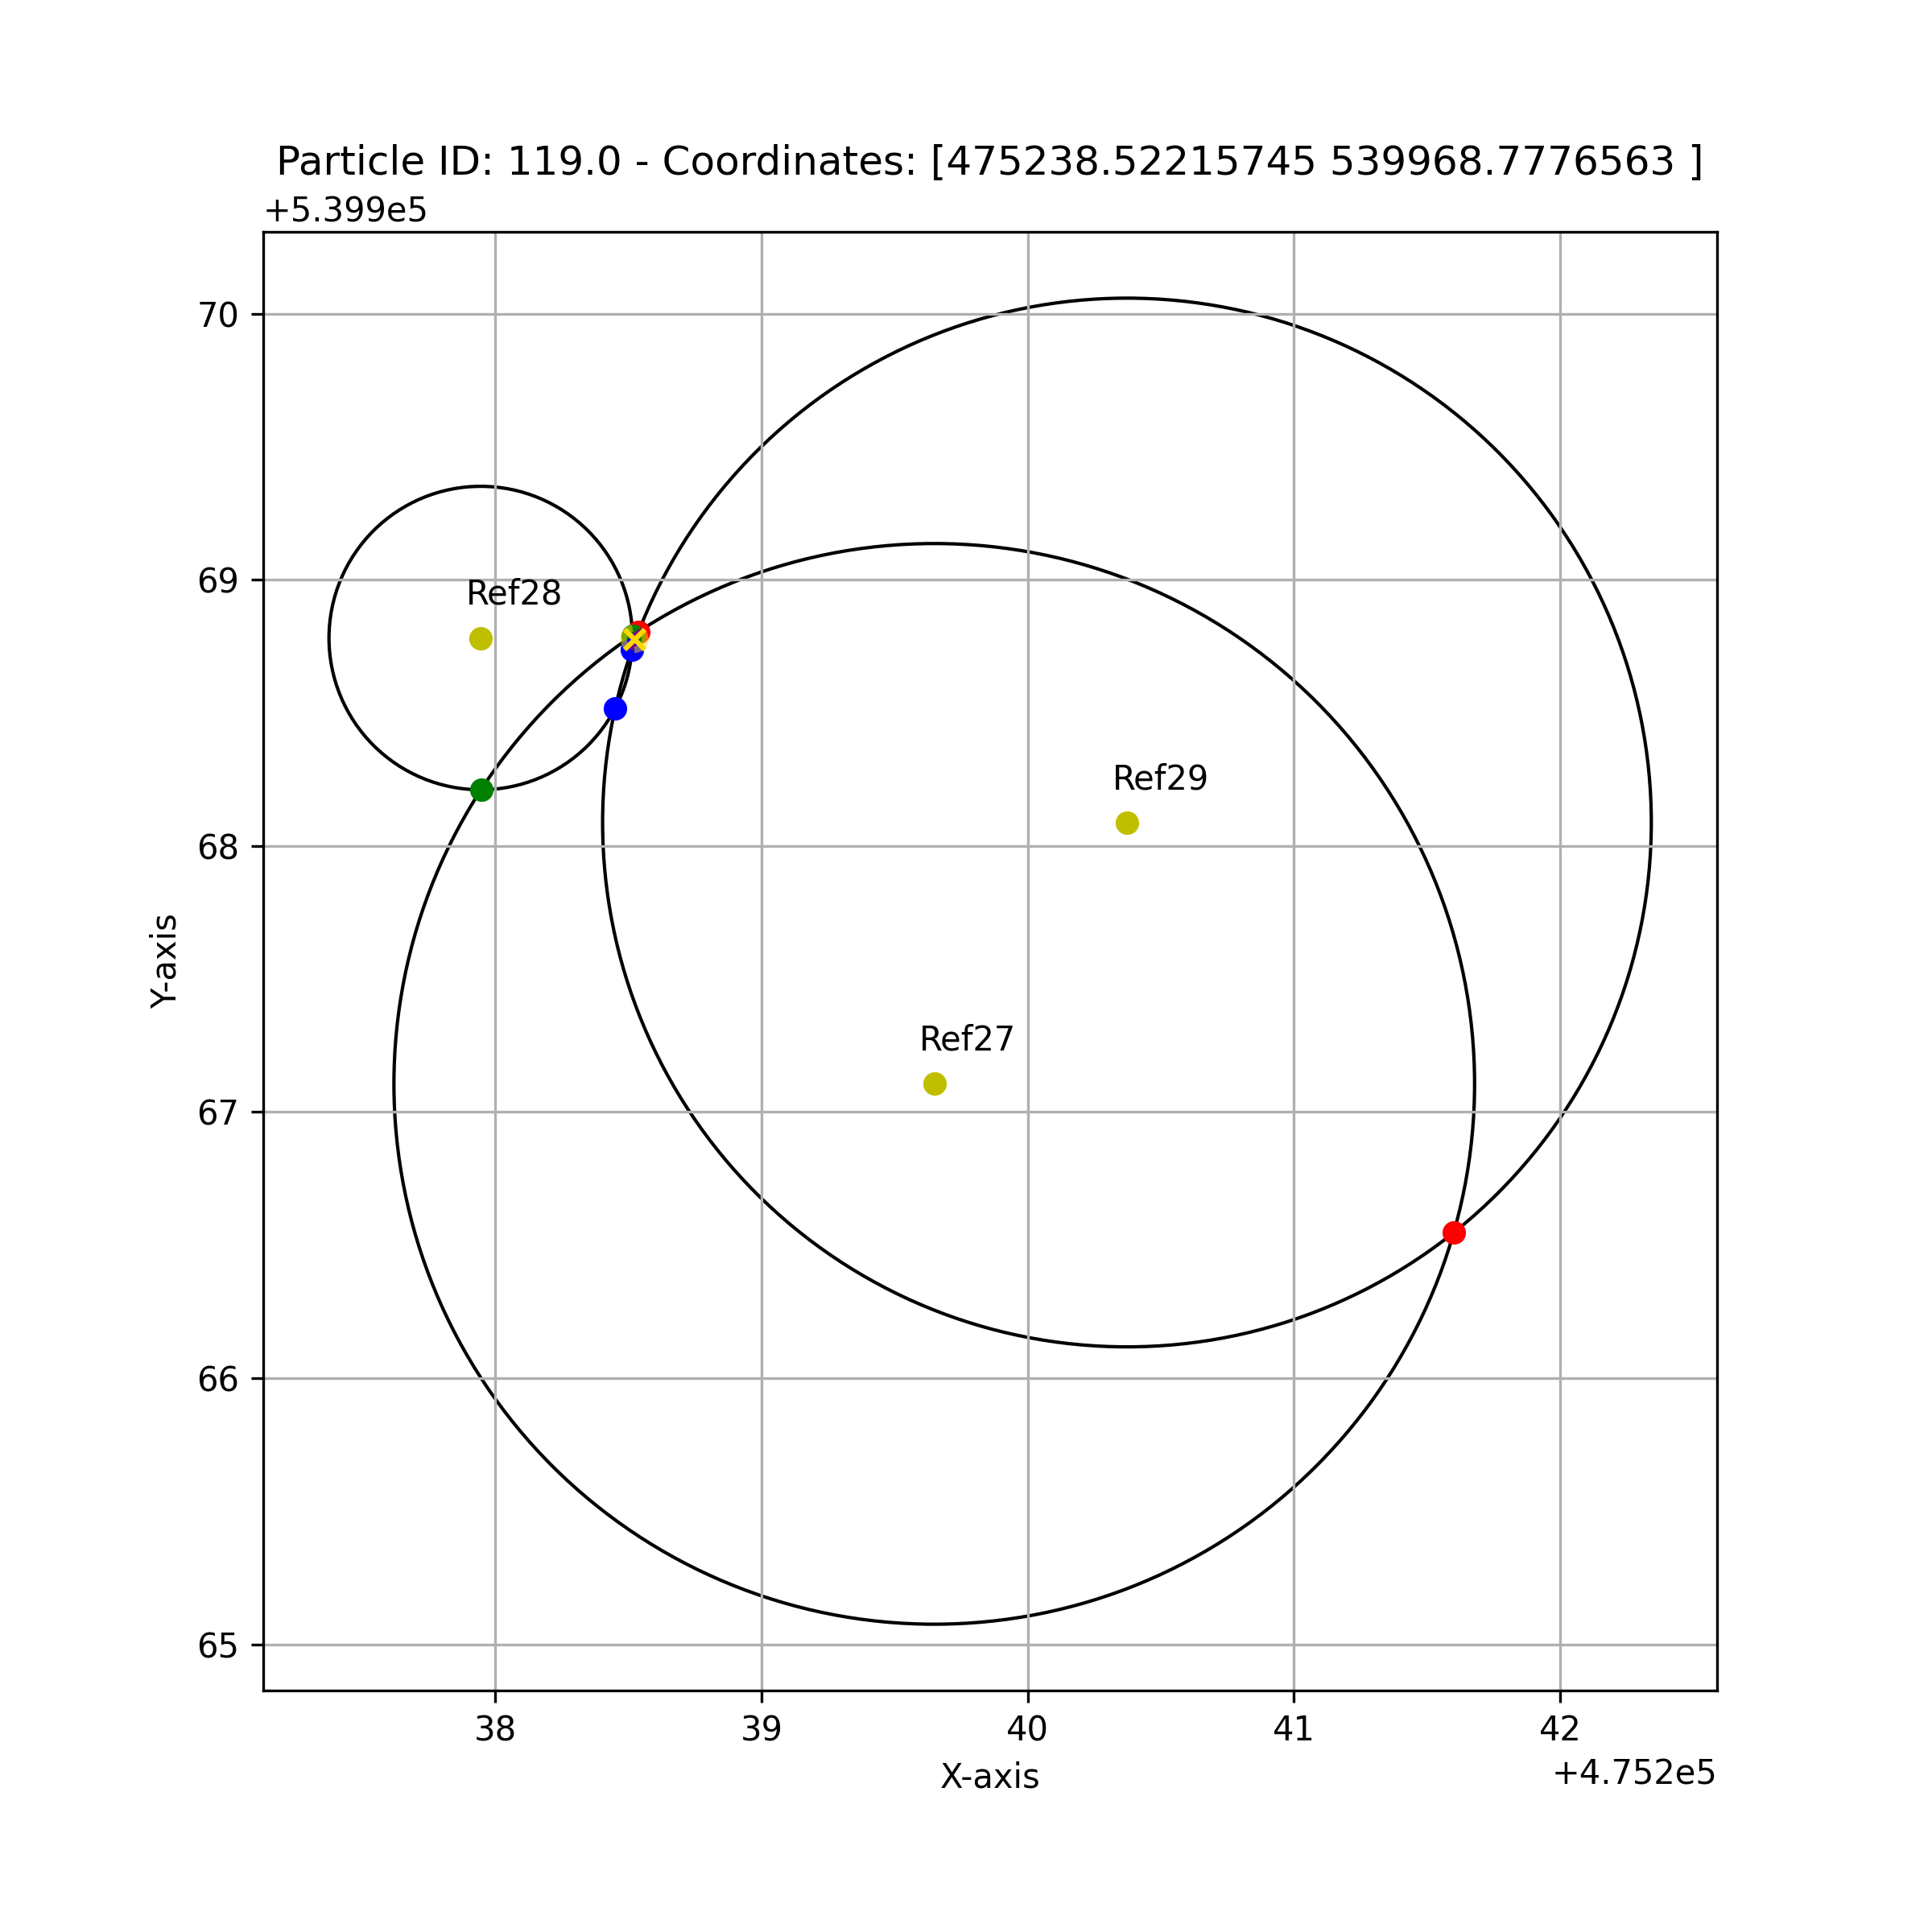 Particle ID: 119.0 - Coordinates: [475238.52215745 539968.7776563 ]
+5.399e5
70
69
68
67
66
65
Y-axis
Ref28
Ref29
Ref27
38 39 40 41 42
X-axis
+4.752e5